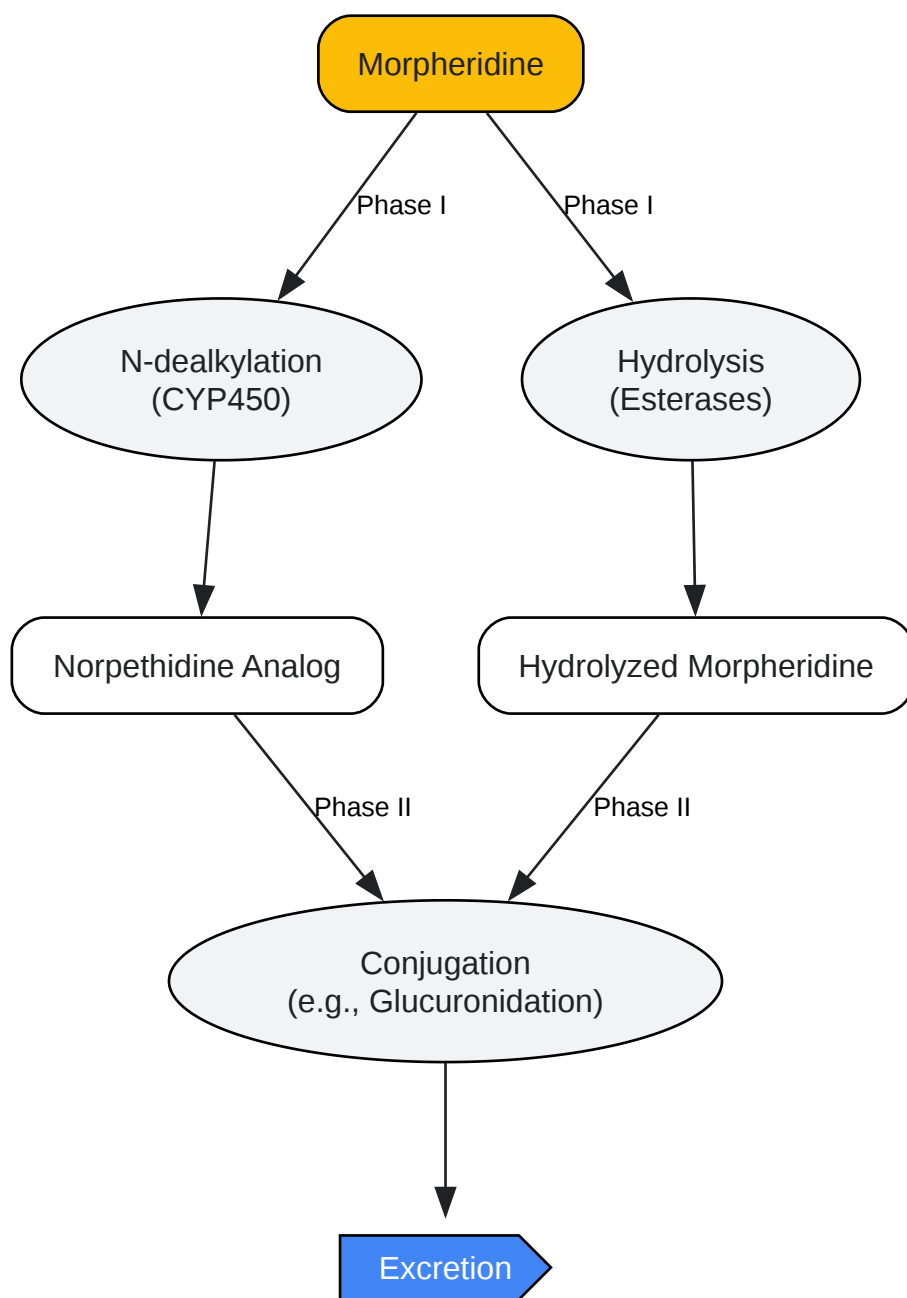 Morpheridine
Phase I
Phase I
N-dealkylation
(CYP450)
Hydrolysis
(Esterases)
Norpethidine Analog
Hydrolyzed Morpheridine
Phase II
Phase II
Conjugation
(e.g., Glucuronidation)
Excretion